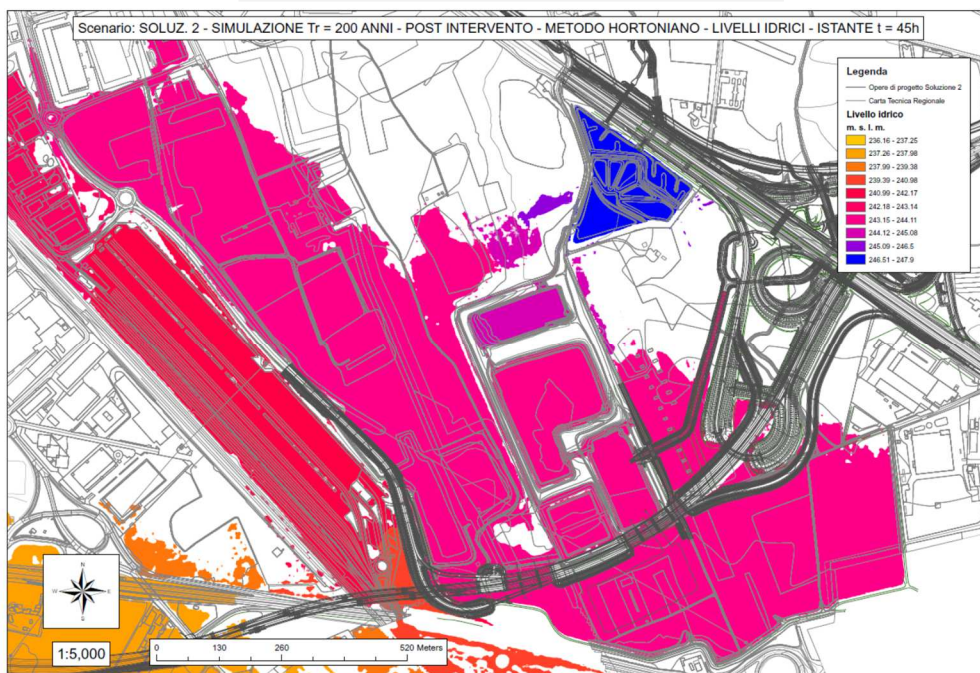 Scenario: SOLUZ. 2 - SIMULAZIONE Tr = 200 ANNI - POST INTERVENTO - METODO HORTONIANO - LIVELLI IDRICI - ISTANTE t = 45h
Legenda
Opere di progetto Soluzione 2
Carta Tecnica Regionale
Livello idrico
m. s. l. m.
236.16 - 237.25
237.26 - 237.98
237.99 - 239.38
239.39 - 240.98
240.99 - 242.17
242.18 - 243.14
243.15 - 244.11
244.12 - 245.08
245.09 - 246.5
246.51 - 247.9
N
W E
S
1:5,000
0 130 260 520 Meters